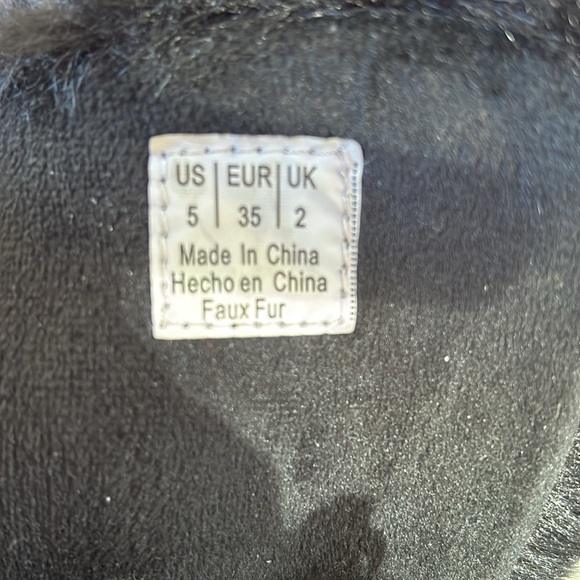 US | EUR | UK
5 | 35 | 2
Made In China
Hecho en China
Faux Fur